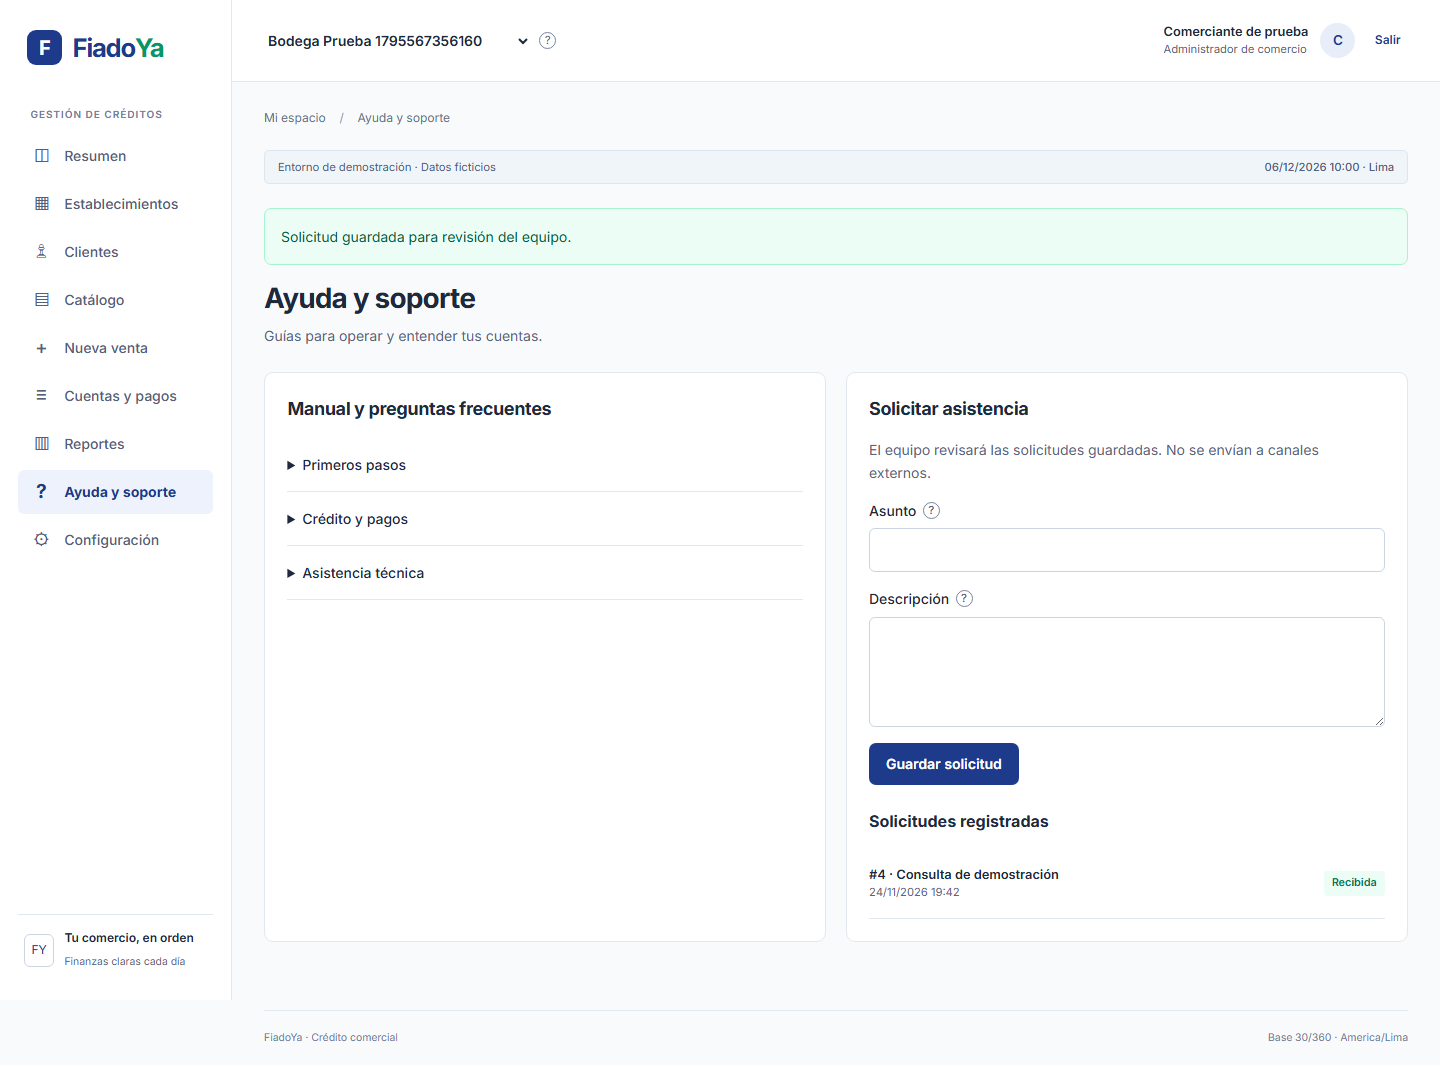 F FiadoYa
Bodega Prueba 1795567356160 ?
Comerciante de prueba
Administrador de comercio
C
Salir
GESTIÓN DE CRÉDITOS
Resumen
Establecimientos
Clientes
Catálogo
+ Nueva venta
Cuentas y pagos
Reportes
? Ayuda y soporte
Configuración
FY
Tu comercio, en orden
Finanzas claras cada día
Mi espacio / Ayuda y soporte
Entorno de demostración · Datos ficticios
06/12/2026 10:00 · Lima
Solicitud guardada para revisión del equipo.
Ayuda y soporte
Guías para operar y entender tus cuentas.
Manual y preguntas frecuentes
Primeros pasos
Crédito y pagos
Asistencia técnica
Solicitar asistencia
El equipo revisará las solicitudes guardadas. No se envían a canales
externos.
Asunto ?
Descripción ?
Guardar solicitud
Solicitudes registradas
#4 · Consulta de demostración
24/11/2026 19:42
Recibida
FiadoYa · Crédito comercial
Base 30/360 · America/Lima